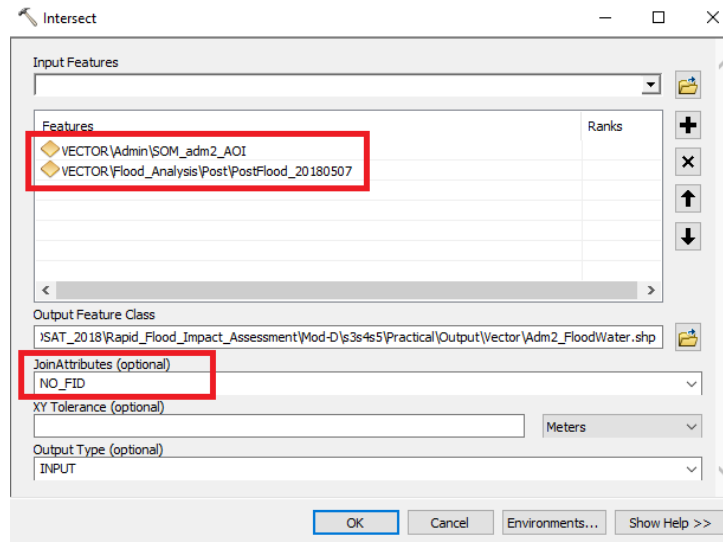 Intersect
Input Features
Features Ranks
VECTOR\Admin\SOM_adm2_AOI
VECTOR\Flood_Analysis\Post\PostFlood_20180507
Output Feature Class
)SAT_2018\Rapid_Flood_Impact_Assessment\Mod-D\s3s4s5\Practical\Output\Vector\Adm2_FloodWater.shp
JoinAttributes (optional)
NO_FID
XY Tolerance (optional)
Meters
Output Type (optional)
INPUT
OK Cancel Environments... Show Help >>